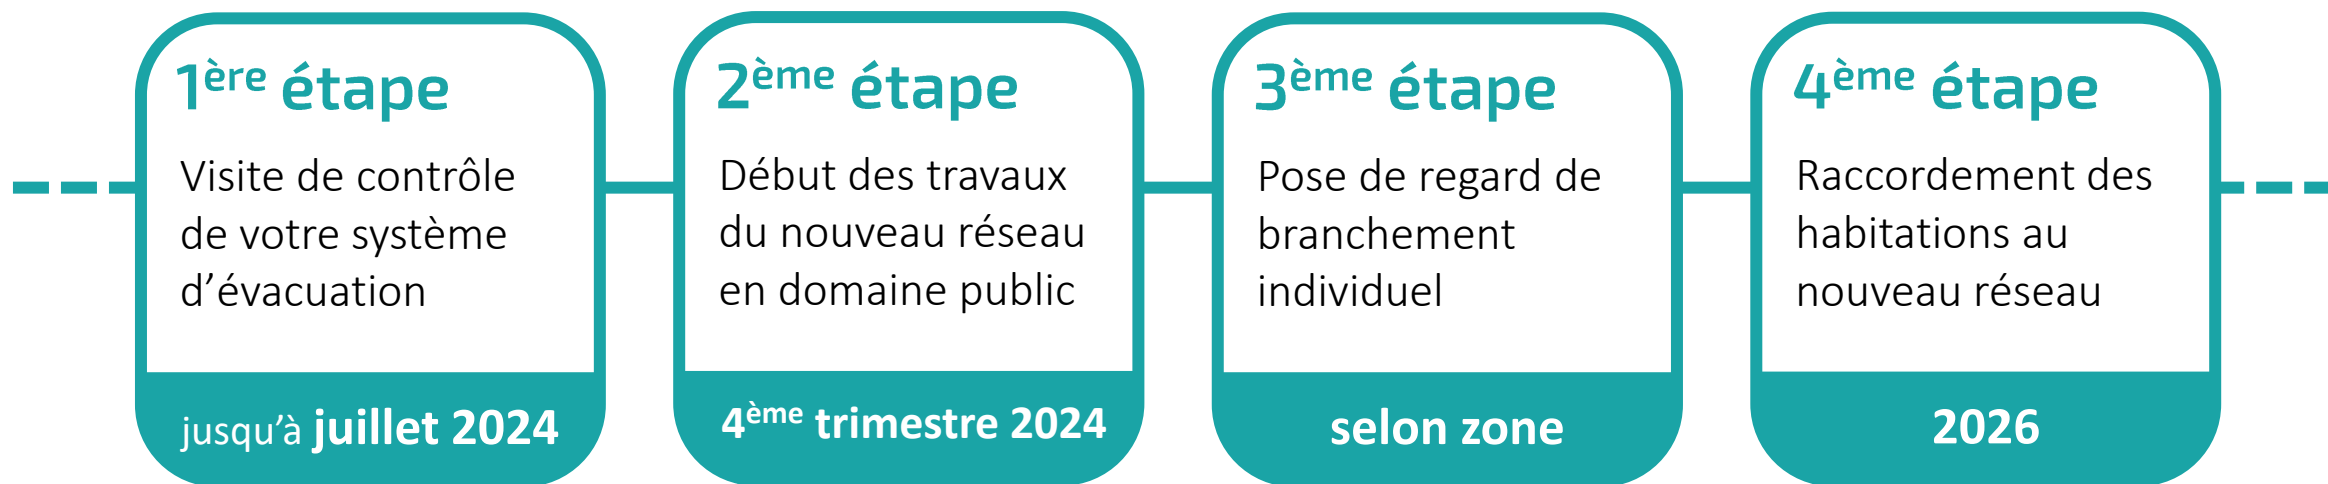 1ère étape
Visite de contrôle
de votre système
d’évacuation
jusqu’à juillet 2024
2ème étape
Début des travaux
du nouveau réseau
en domaine public
4ème trimestre 2024
3ème étape
Pose de regard de
branchement
individuel
selon zone
4ème étape
Raccordement des
habitations au
nouveau réseau
2026